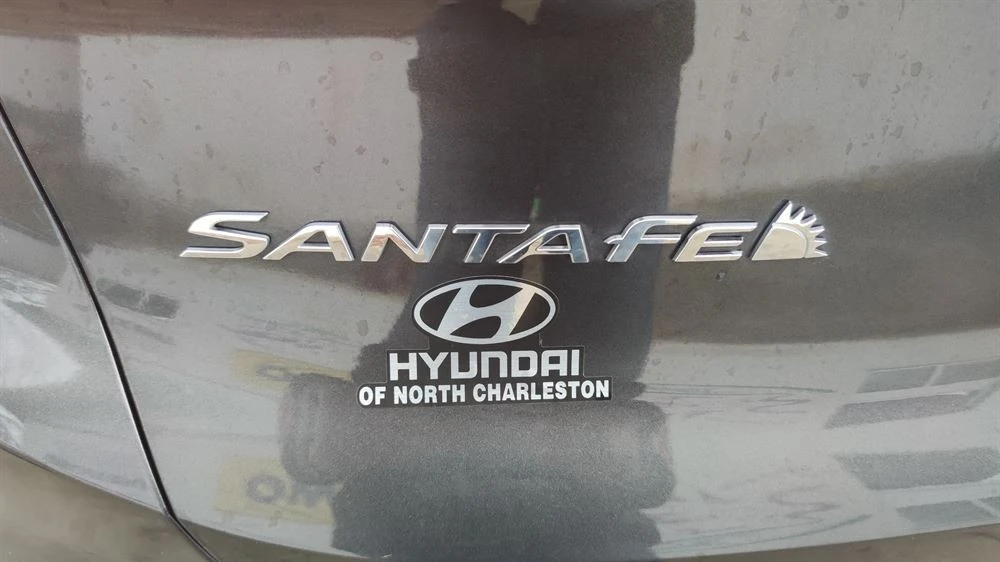 SANTA FE
HYUNDAI
OF NORTH CHARLESTON